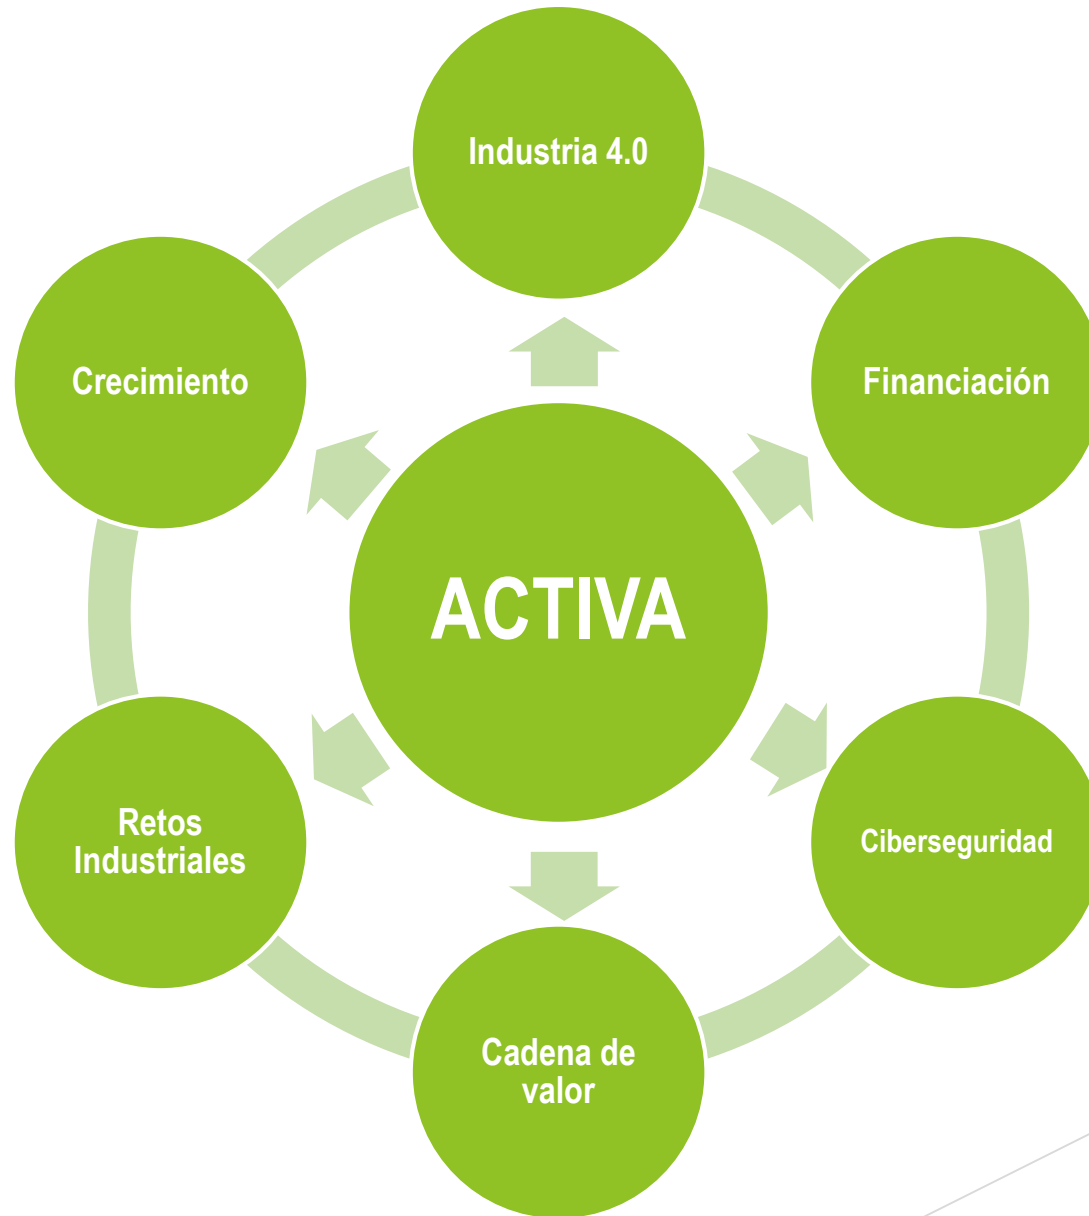 Industria 4.0
Crecimiento
Financiación
ACTIVA
Retos
Industriales
Ciberseguridad
Cadena de
valor